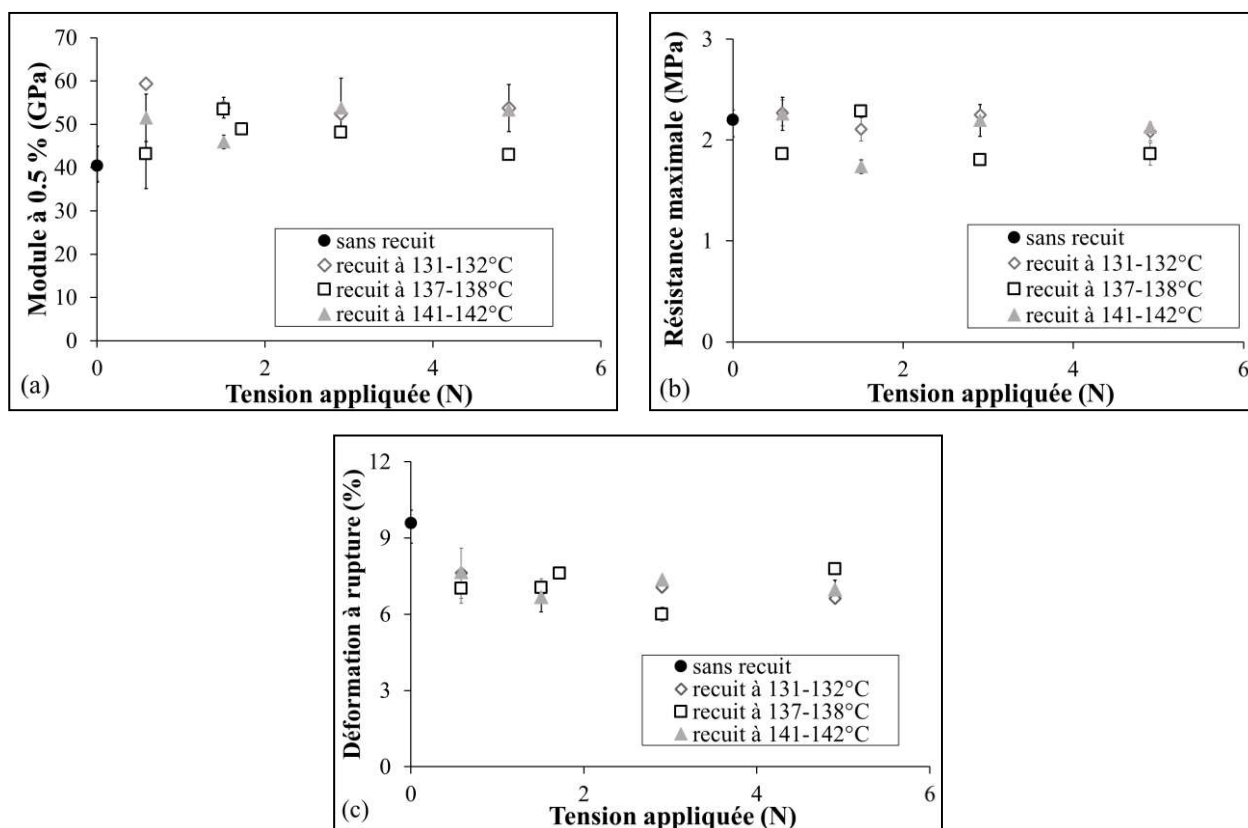 70
60
50
40
30
20
10
0
Module à 0.5 % (GPa)
sans recuit
recuit à 131-132°C
recuit à 137-138°C
recuit à 141-142°C
0 2 4 6
(a)
Tension appliquée (N)
3
2
1
0
Résistance maximale (MPa)
sans recuit
recuit à 131-132°C
recuit à 137-138°C
recuit à 141-142°C
0 2 4 6
(b)
Tension appliquée (N)
12
9
6
3
0
Déformation à rupture (%)
sans recuit
recuit à 131-132°C
recuit à 137-138°C
recuit à 141-142°C
0 2 4 6
(c)
Tension appliquée (N)